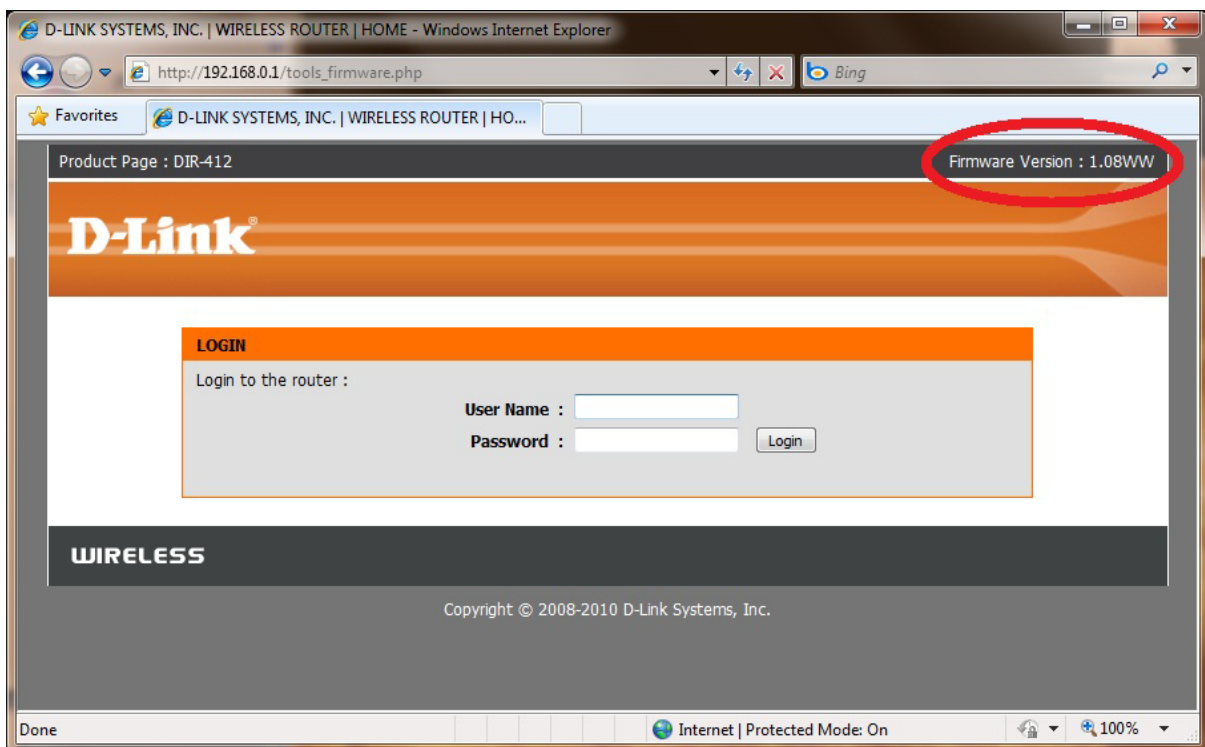 D-LINK SYSTEMS, INC. | WIRELESS ROUTER | HOME - Windows Internet Explorer
http://192.168.0.1/tools_firmware.php
Bing
Favorites
D-LINK SYSTEMS, INC. | WIRELESS ROUTER | HO...
Product Page : DIR-412
Firmware Version : 1.08WW
D-Link®
LOGIN
Login to the router :
User Name :
Password :
Login
WIRELESS
Copyright © 2008-2010 D-Link Systems, Inc.
Done
Internet | Protected Mode: On
100%